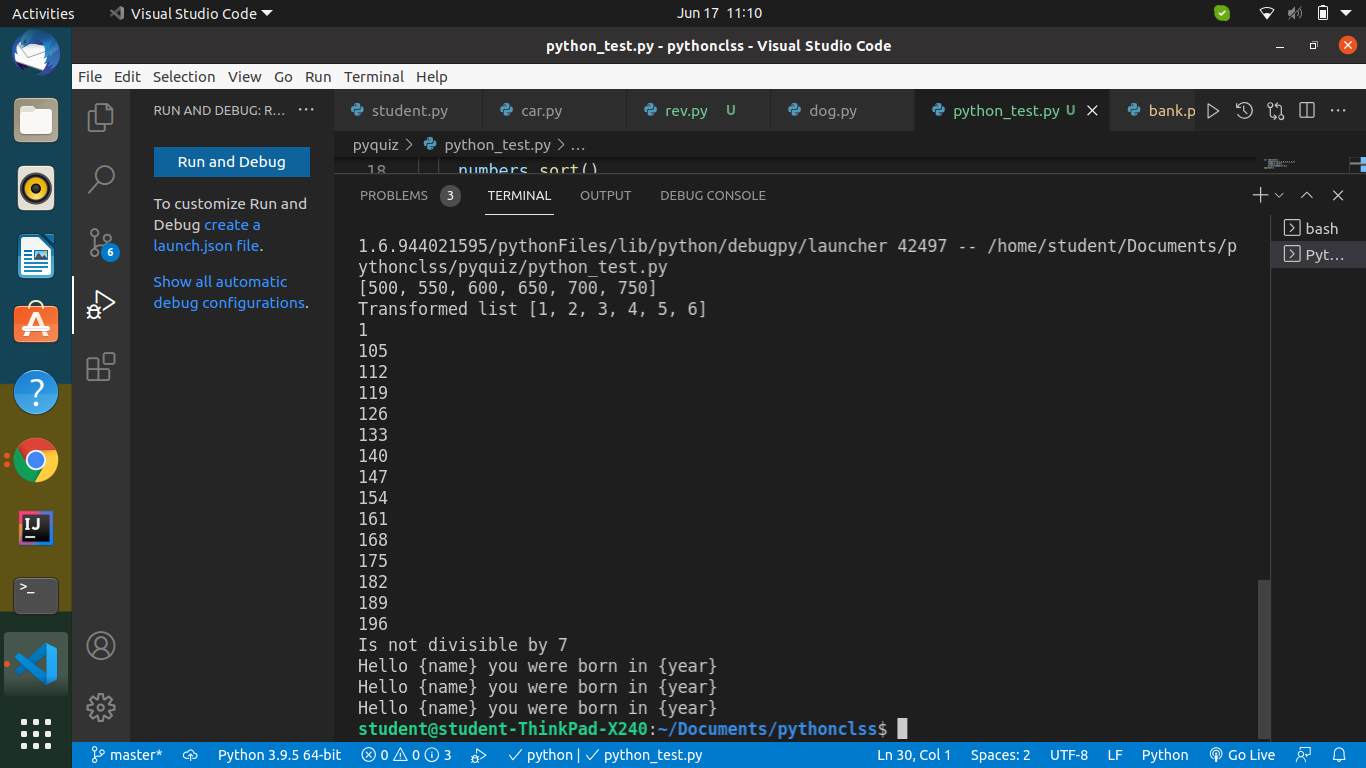 Activities Visual Studio Code Jun 17 11:10
python_test.py - pythonclss - Visual Studio Code
File Edit Selection View Go Run Terminal Help
RUN AND DEBUG: R... ... student.py car.py rev.py U dog.py python_test.py U bank.p
Run and Debug
To customize Run and
Debug create a
launch.json file.
Show all automatic
debug configurations.
6
pyquiz > python_test.py > ...
18 numbers.sort()
PROBLEMS 3 TERMINAL OUTPUT DEBUG CONSOLE
bash
Pyt...
1.6.944021595/pythonFiles/lib/python/debugpy/launcher 42497 -- /home/student/Documents/p
ythonclss/pyquiz/python_test.py
[500, 550, 600, 650, 700, 750]
Transformed list [1, 2, 3, 4, 5, 6]
1
105
112
119
126
133
140
147
154
161
168
175
182
189
196
Is not divisible by 7
Hello {name} you were born in {year}
Hello {name} you were born in {year}
Hello {name} you were born in {year}
student@student-ThinkPad-X240:~/Documents/pythonclss$
master* Python 3.9.5 64-bit 0 0 3 python | python_test.py Ln 30, Col 1 Spaces: 2 UTF-8 LF Python Go Live